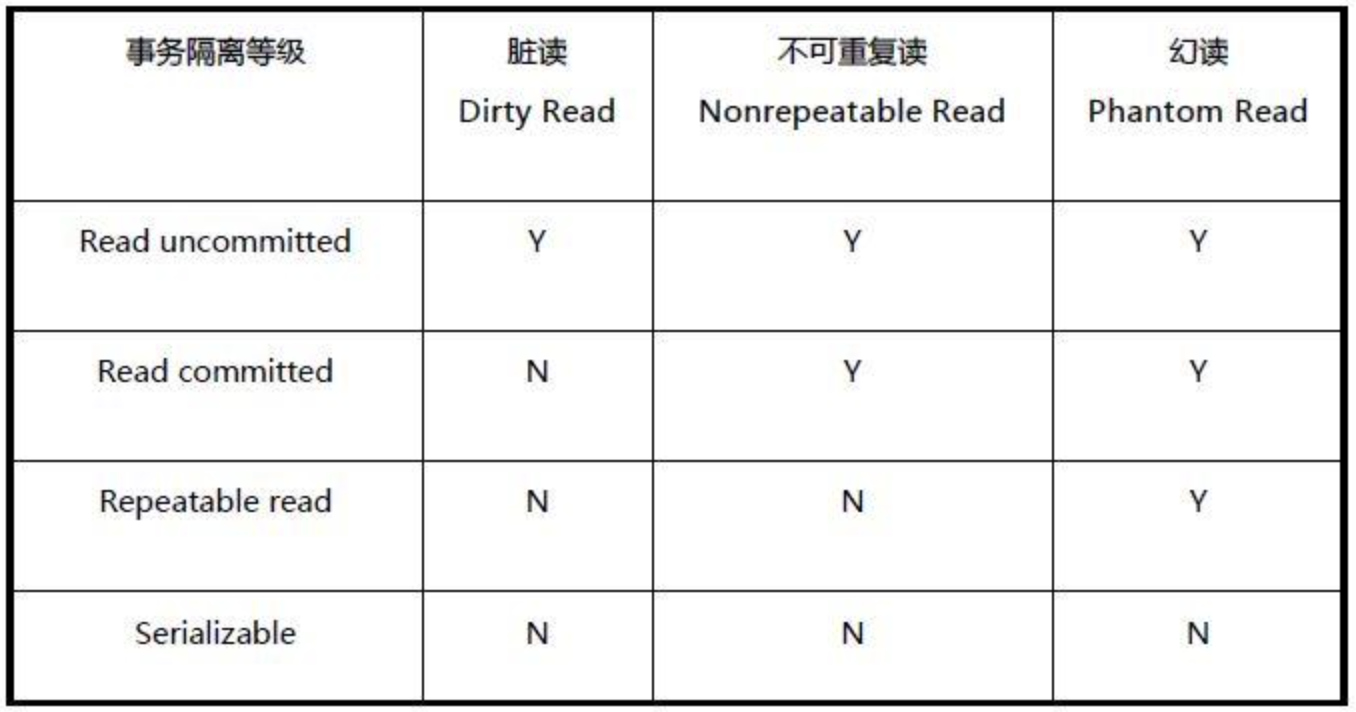 事务隔离等级 脏读 不可重复读 幻读
Dirty Read Nonrepeatable Read Phantom Read
Read uncommitted Y Y Y
Read committed N Y Y
Repeatable read N N Y
Serializable N N N